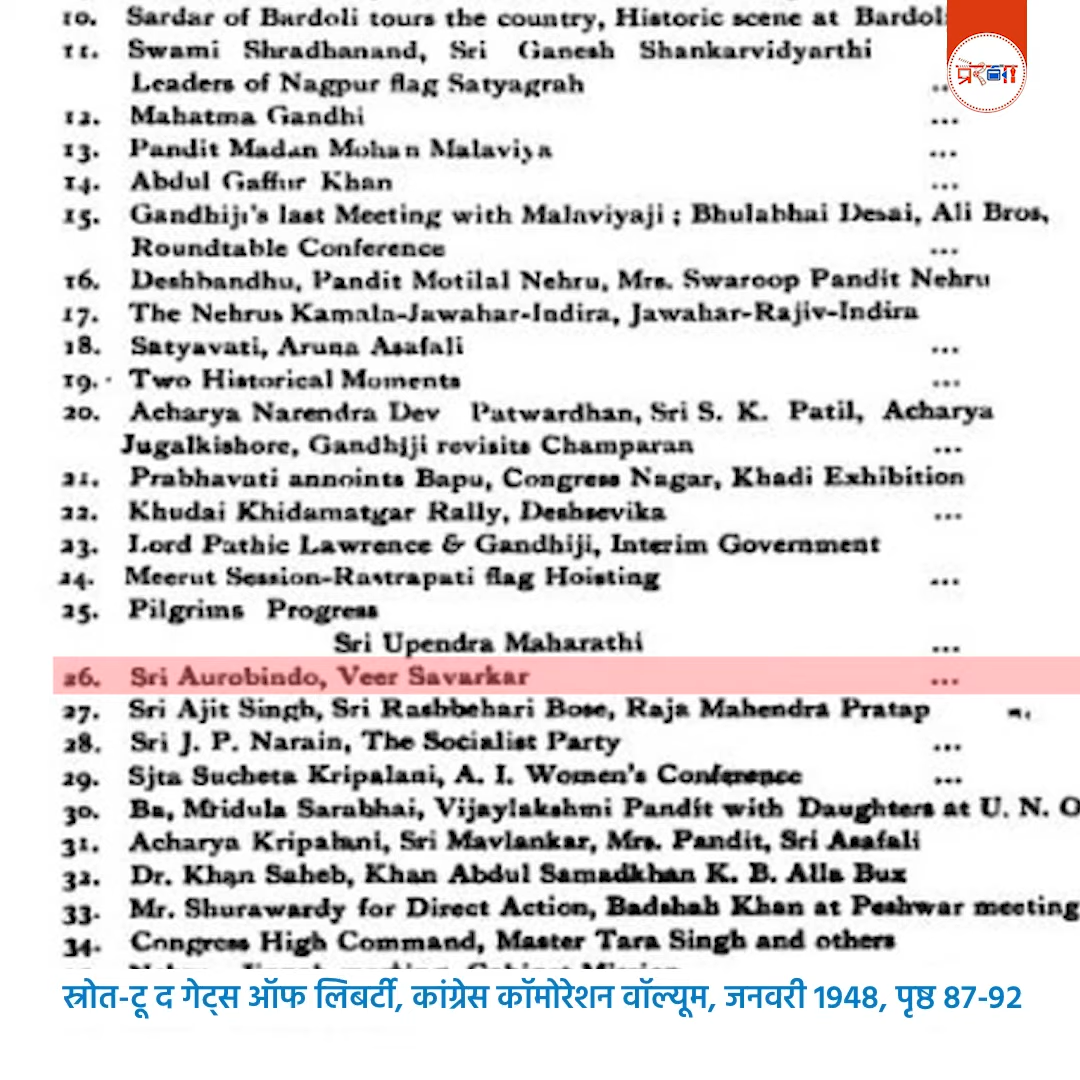 10. Sardar of Bardoli tours the country, Historic scene at Bardoli
प्रेरणा
11. Swami Shradhanand, Sri Ganesh Shankarvidyarthi
Leaders of Nagpur flag Satyagrah ...
12. Mahatma Gandhi ...
13. Pandit Madan Mohan Malaviya ...
14. Abdul Gaffur Khan ...
15. Gandhiji's last Meeting with Malaviyaji ; Bhulabhai Desai, Ali Bros,
Roundtable Conference ...
16. Deshbandhu, Pandit Motilal Nehru, Mrs. Swaroop Pandit Nehru
17. The Nehrus Kamala-Jawahar-Indira, Jawahar-Rajiv-Indira
18. Satyavati, Aruna Asafali ...
19. Two Historical Moments ...
20. Acharya Narendra Dev Patwardhan, Sri S. K. Patil, Acharya
Jugalkishore, Gandhiji revisits Champaran ...
21. Prabhavati annoints Bapu, Congress Nagar, Khadi Exhibition
22. Khudai Khidamatgar Rally, Deshsevika ...
23. Lord Pathic Lawrence & Gandhiji, Interim Government
24. Meerut Session-Rastrapati flag Hoisting ...
25. Pilgrims Progress
Sri Upendra Maharathi ...
26. Sri Aurobindo, Veer Savarkar ...
27. Sri Ajit Singh, Sri Rashbehari Bose, Raja Mahendra Pratap
28. Sri J. P. Narain, The Socialist Party ...
29. Sjta Sucheta Kripalani, A. I. Women's Conference ...
30. Ba, Mridula Sarabhai, Vijaylakshmi Pandit with Daughters at U. N. O
31. Acharya Kripalani, Sri Mavlankar, Mrs. Pandit, Sri Asafali
32. Dr. Khan Saheb, Khan Abdul Samadkhan K. B. Alla Bux
33. Mr. Shurawardy for Direct Action, Badshah Khan at Peshwar meeting
34. Congress High Command, Master Tara Singh and others
स्रोत-टू द गेट्स ऑफ लिबर्टी, कांग्रेस कॉमोरेशन वॉल्यूम, जनवरी 1948, पृष्ठ 87-92